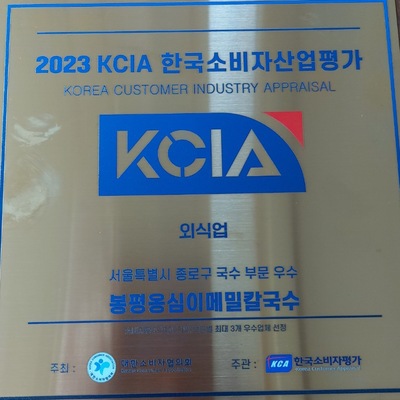 2023 KCIA 한국소비자산업평가
KOREA CUSTOMER INDUSTRY APPRAISAL
KCIA
외식업
서울특별시 종로구 국수 부문 우수
봉평옹심이메밀칼국수
최대 3개 우수업체 선정
주최 :
주관 : KCA 한국소비자평가
Korea Customer Appraisal